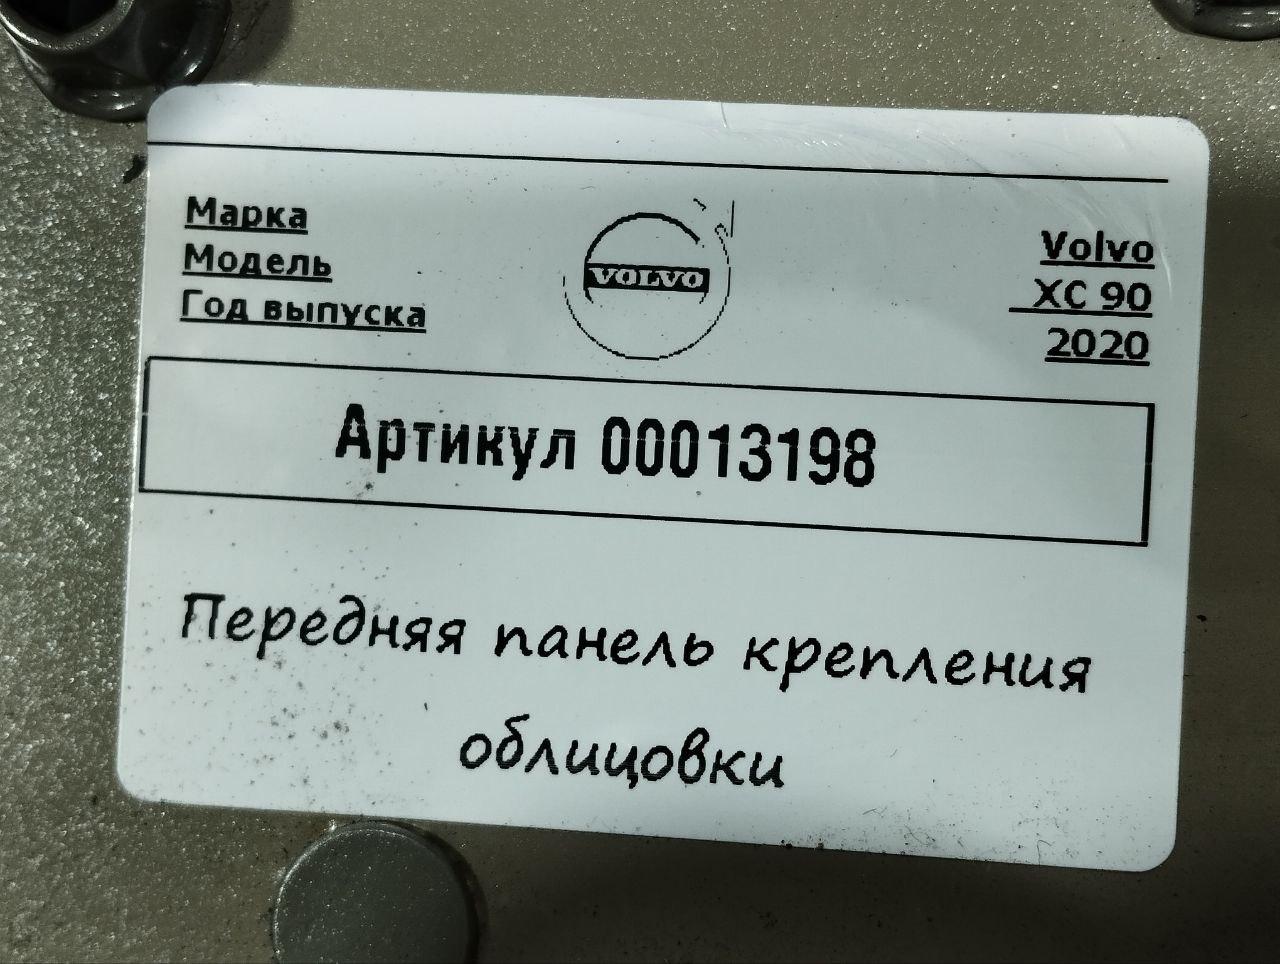 Марка Volvo
Модель XC 90
Год выпуска 2020
VOLVO
Артикул 00013198
Передняя панель крепления
облицовки